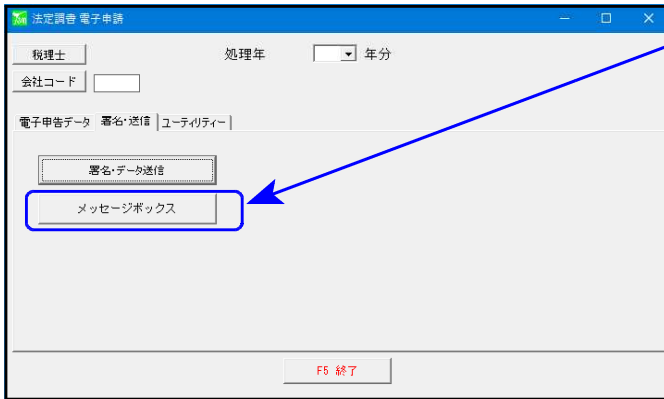 法定調書 電子申請
税理士 処理年 年分
会社コード
電子申告データ 署名・送信 ユーティリティー
署名・データ送信
メッセージボックス
F5 終了